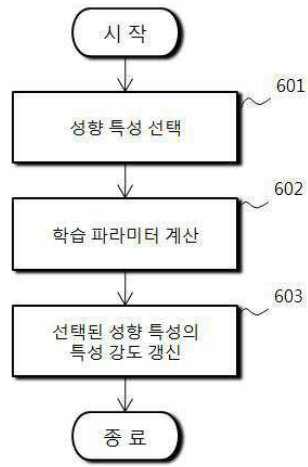 시 작
601
성향 특성 선택
602
학습 파라미터 계산
603
선택된 성향 특성의
특성 강도 갱신
종 료